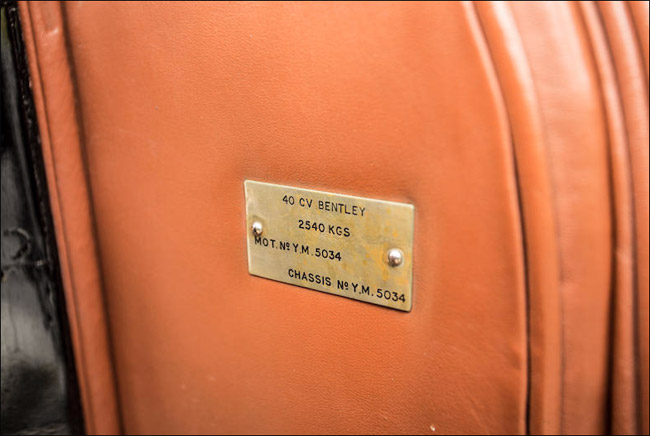 40 CV BENTLEY
2540 KGS
MOT. Nº Y.M. 5034
CHASSIS Nº Y.M. 5034